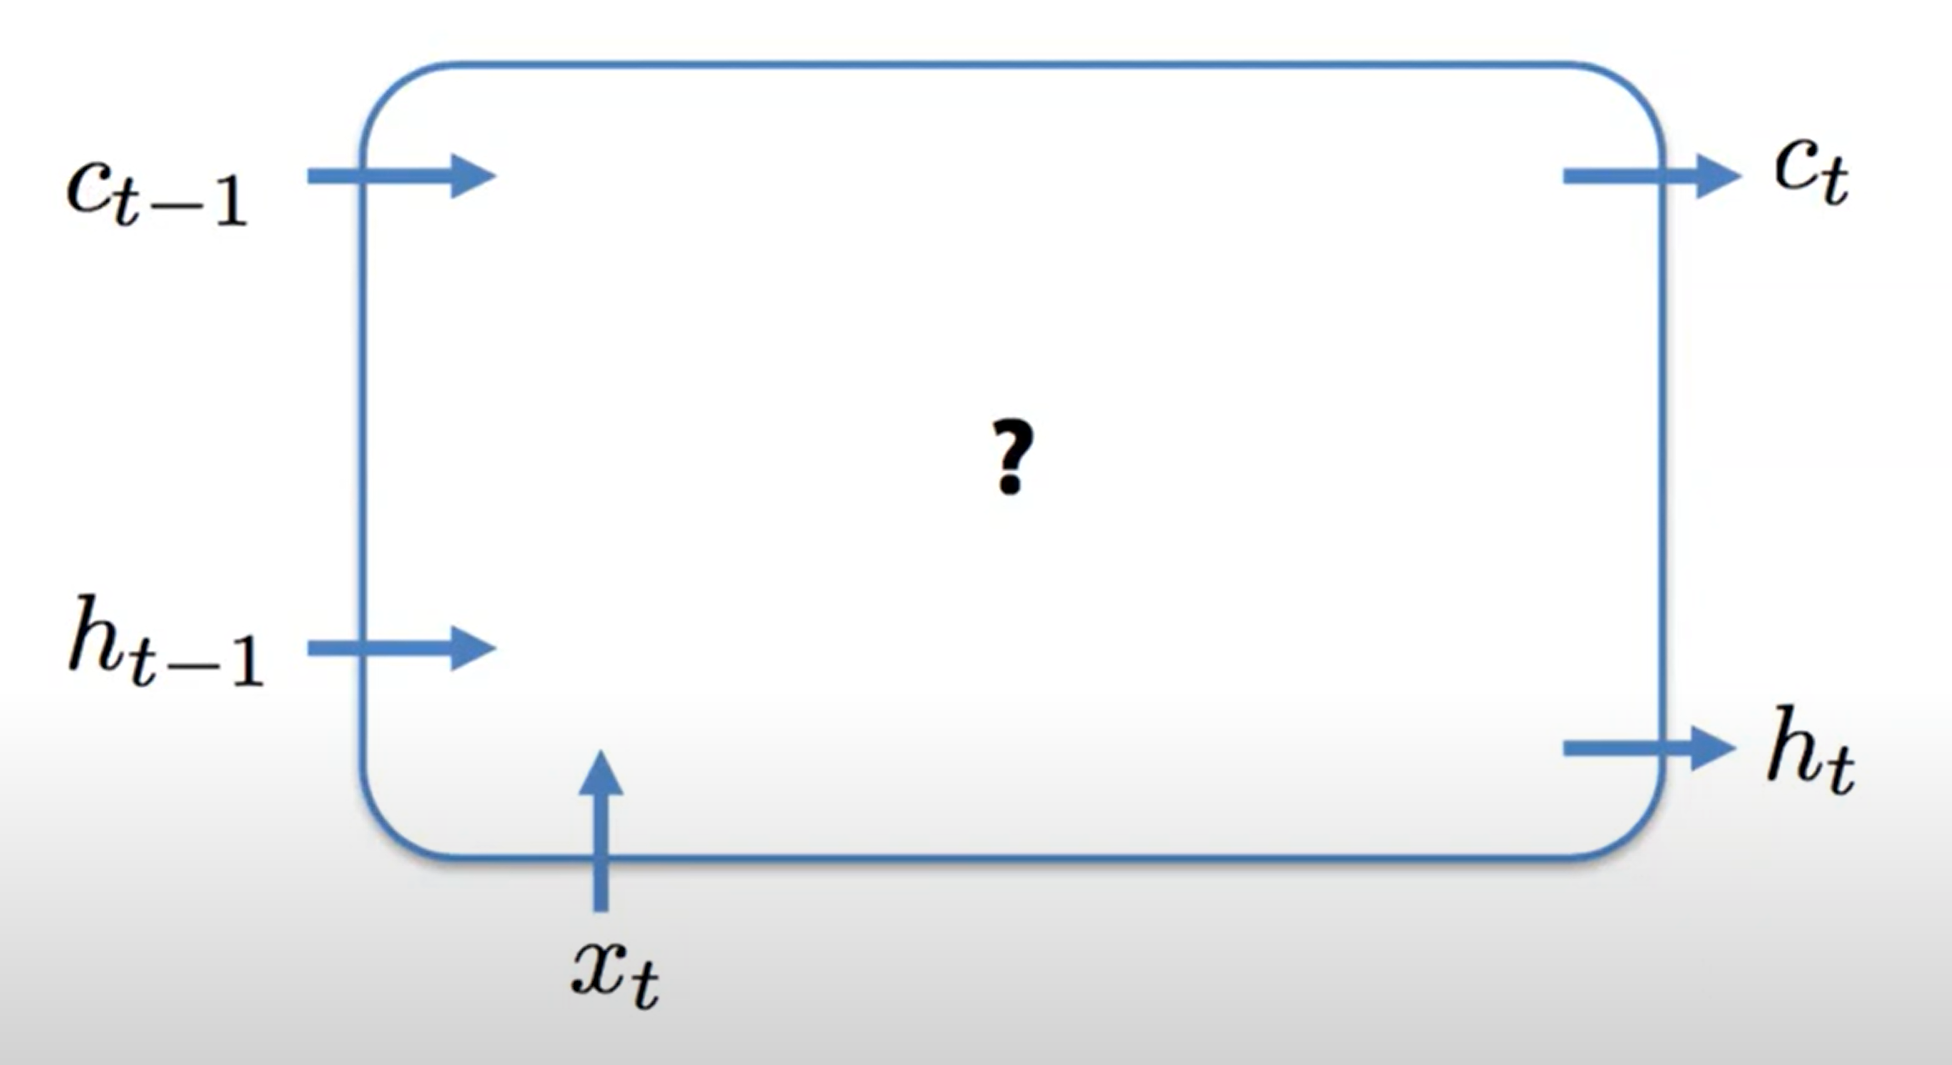 c_{t-1}
c_t
?
h_{t-1}
h_t
x_t